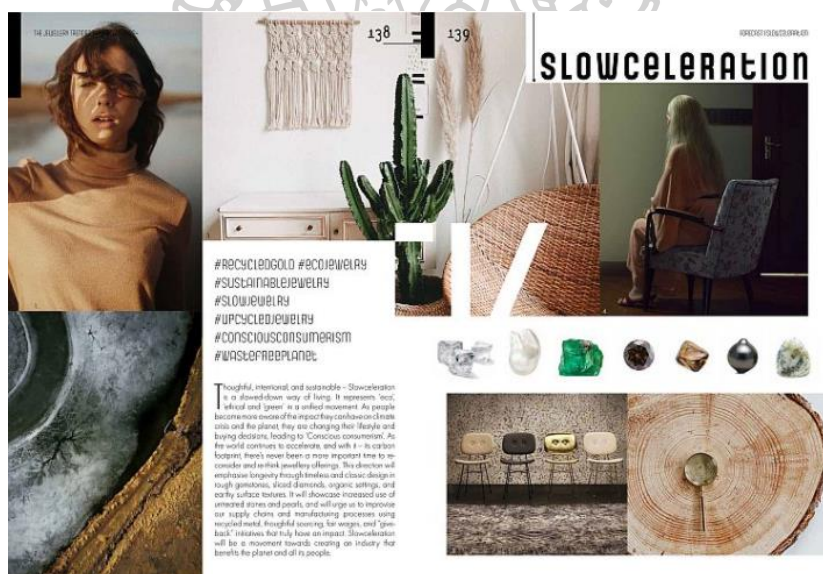 THE JEWELLERY TREND
138
139
FORECAST I SLOWCELERATION
SLOWCELERATION
#RECYCLEDGOLD #ECOJEWELRY
#SUSTAINABLEJEWELRY
#SLOWJEWELRY
#UPCYCLEDJEWELRY
#CONSCIOUSCONSUMERISM
#WASTEFREEPLANET
Thoughtful, intentional, and sustainable – Slowceleration
is a slowed-down way of living. It represents 'eco',
'ethical and 'green' in a unified movement. As people
become more aware of the impact they can have on climate
crisis and the planet, they are changing their lifestyle and
buying decisions, leading to 'Conscious consumerism'. As
the world continues to accelerate, and with it – its carbon
footprint, there's never been a more important time to re-
consider and re-think jewellery offerings. This direction will
emphasise longevity through timeless and classic design in
rough gemstones, sliced diamonds, organic settings, and
earthy surface textures. It will showcase increased use of
untreated stones and pearls, and will urge us to improvise
our supply chains and manufacturing processes using
recycled metal, thoughtful sourcing, fair wages, and "give-
back" initiatives that truly have an impact. Slowceleration
will be a movement towards creating an industry that
benefits the planet and all its people.